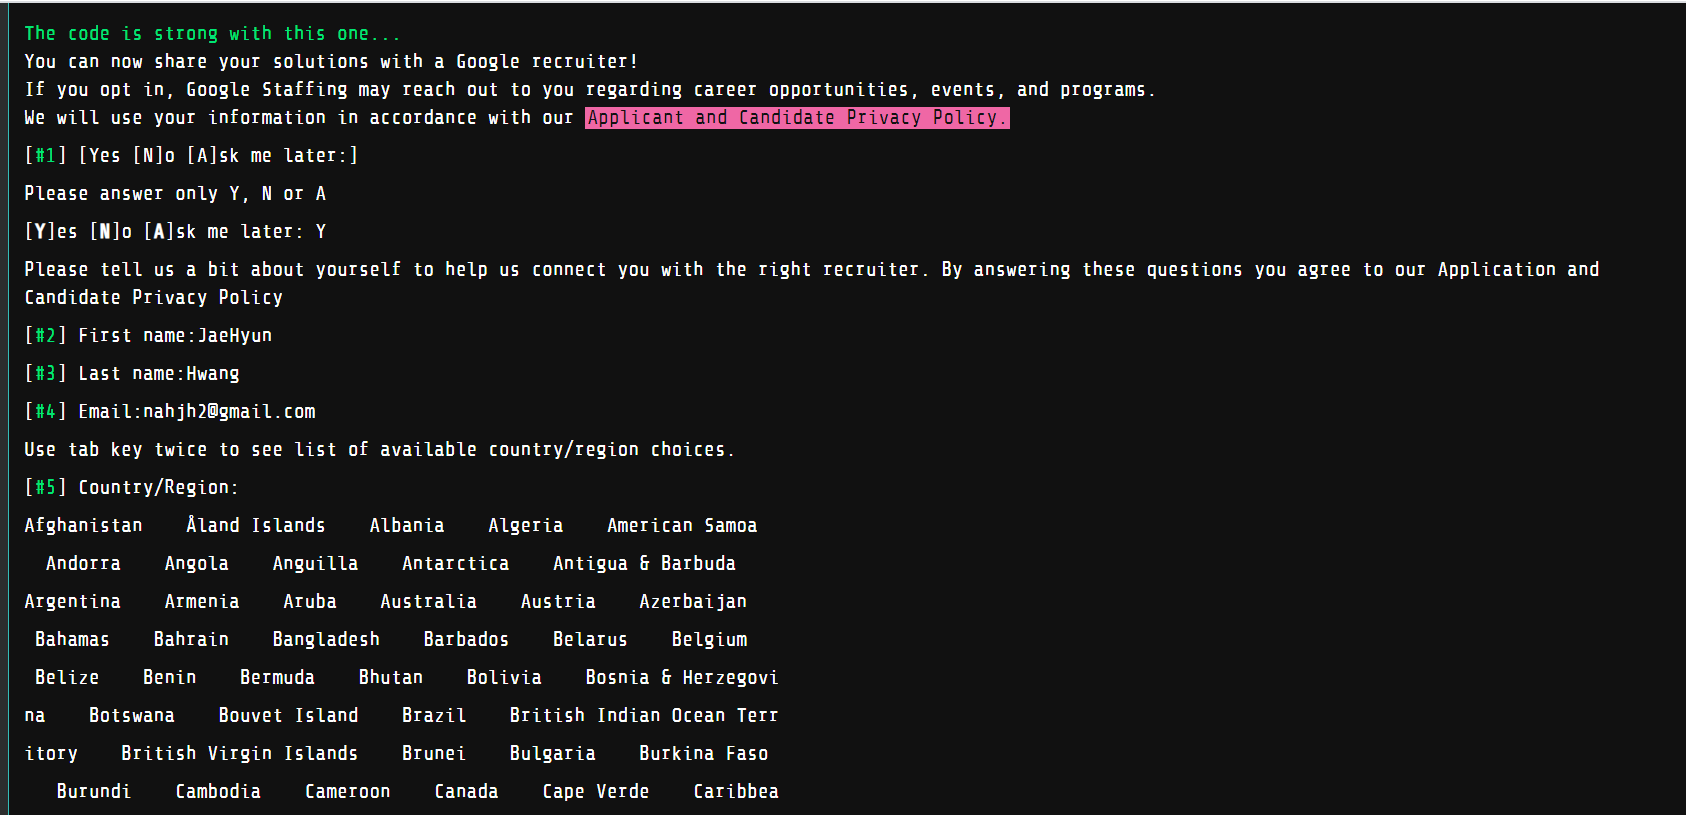 The code is strong with this one...
You can now share your solutions with a Google recruiter!
If you opt in, Google Staffing may reach out to you regarding career opportunities, events, and programs.
We will use your information in accordance with our Applicant and Candidate Privacy Policy.
[#1] [Yes [N]o [A]sk me later:]
Please answer only Y, N or A
[Y]es [N]o [A]sk me later: Y
Please tell us a bit about yourself to help us connect you with the right recruiter. By answering these questions you agree to our Application and
Candidate Privacy Policy
[#2] First name:JaeHyun
[#3] Last name:Hwang
[#4] Email:nahjh2@gmail.com
Use tab key twice to see list of available country/region choices.
[#5] Country/Region:
Afghanistan    Åland Islands    Albania    Algeria    American Samoa
Andorra    Angola    Anguilla    Antarctica    Antigua & Barbuda
Argentina    Armenia    Aruba    Australia    Austria    Azerbaijan
Bahamas    Bahrain    Bangladesh    Barbados    Belarus    Belgium
Belize    Benin    Bermuda    Bhutan    Bolivia    Bosnia & Herzegovi
na    Botswana    Bouvet Island    Brazil    British Indian Ocean Terr
itory    British Virgin Islands    Brunei    Bulgaria    Burkina Faso
Burundi    Cambodia    Cameroon    Canada    Cape Verde    Caribbea